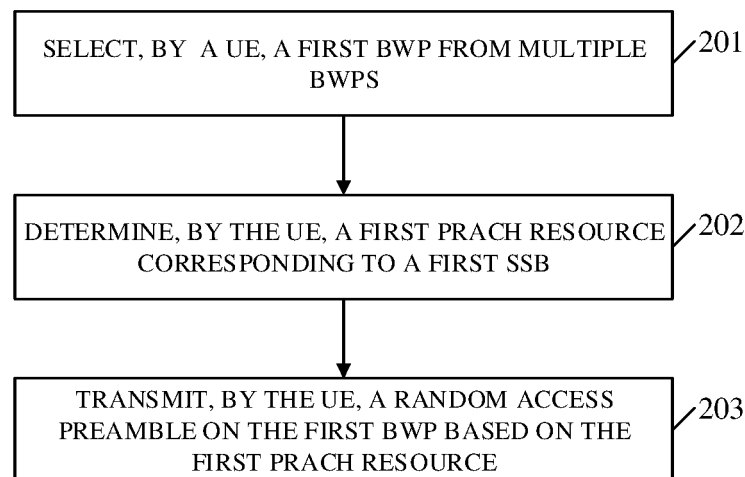 SELECT, BY A UE, A FIRST BWP FROM MULTIPLE
BWPS
201
DETERMINE, BY THE UE, A FIRST PRACH RESOURCE
CORRESPONDING TO A FIRST SSB
202
TRANSMIT, BY THE UE, A RANDOM ACCESS
PREAMBLE ON THE FIRST BWP BASED ON THE
FIRST PRACH RESOURCE
203